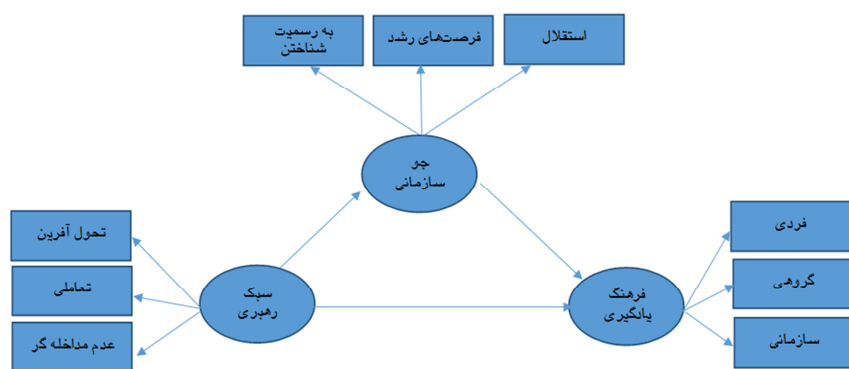 به رسمیت
شناختن
فرصت‌های رشد
استقلال
جو
سازمانی
تحول آفرین
تعاملی
عدم مداخله گر
سبک
رهبری
فرهنگ
یادگیری
فردی
گروهی
سازمانی